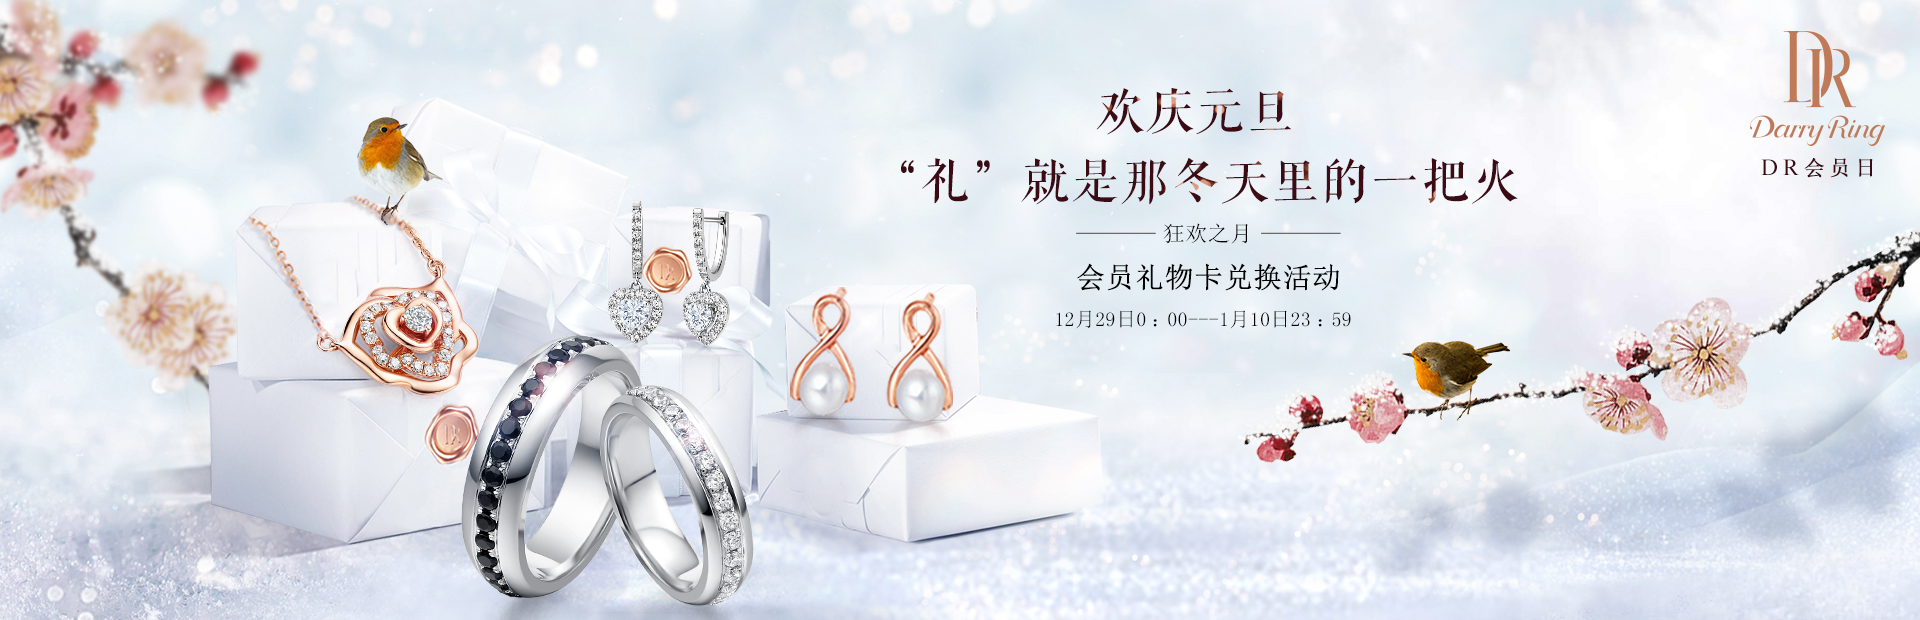 欢庆元旦
“礼”就是那冬天里的一把火
狂欢之月
会员礼物卡兑换活动
12月29日0：00---1月10日23：59
DR
Darry Ring
DR会员日
DR
DR